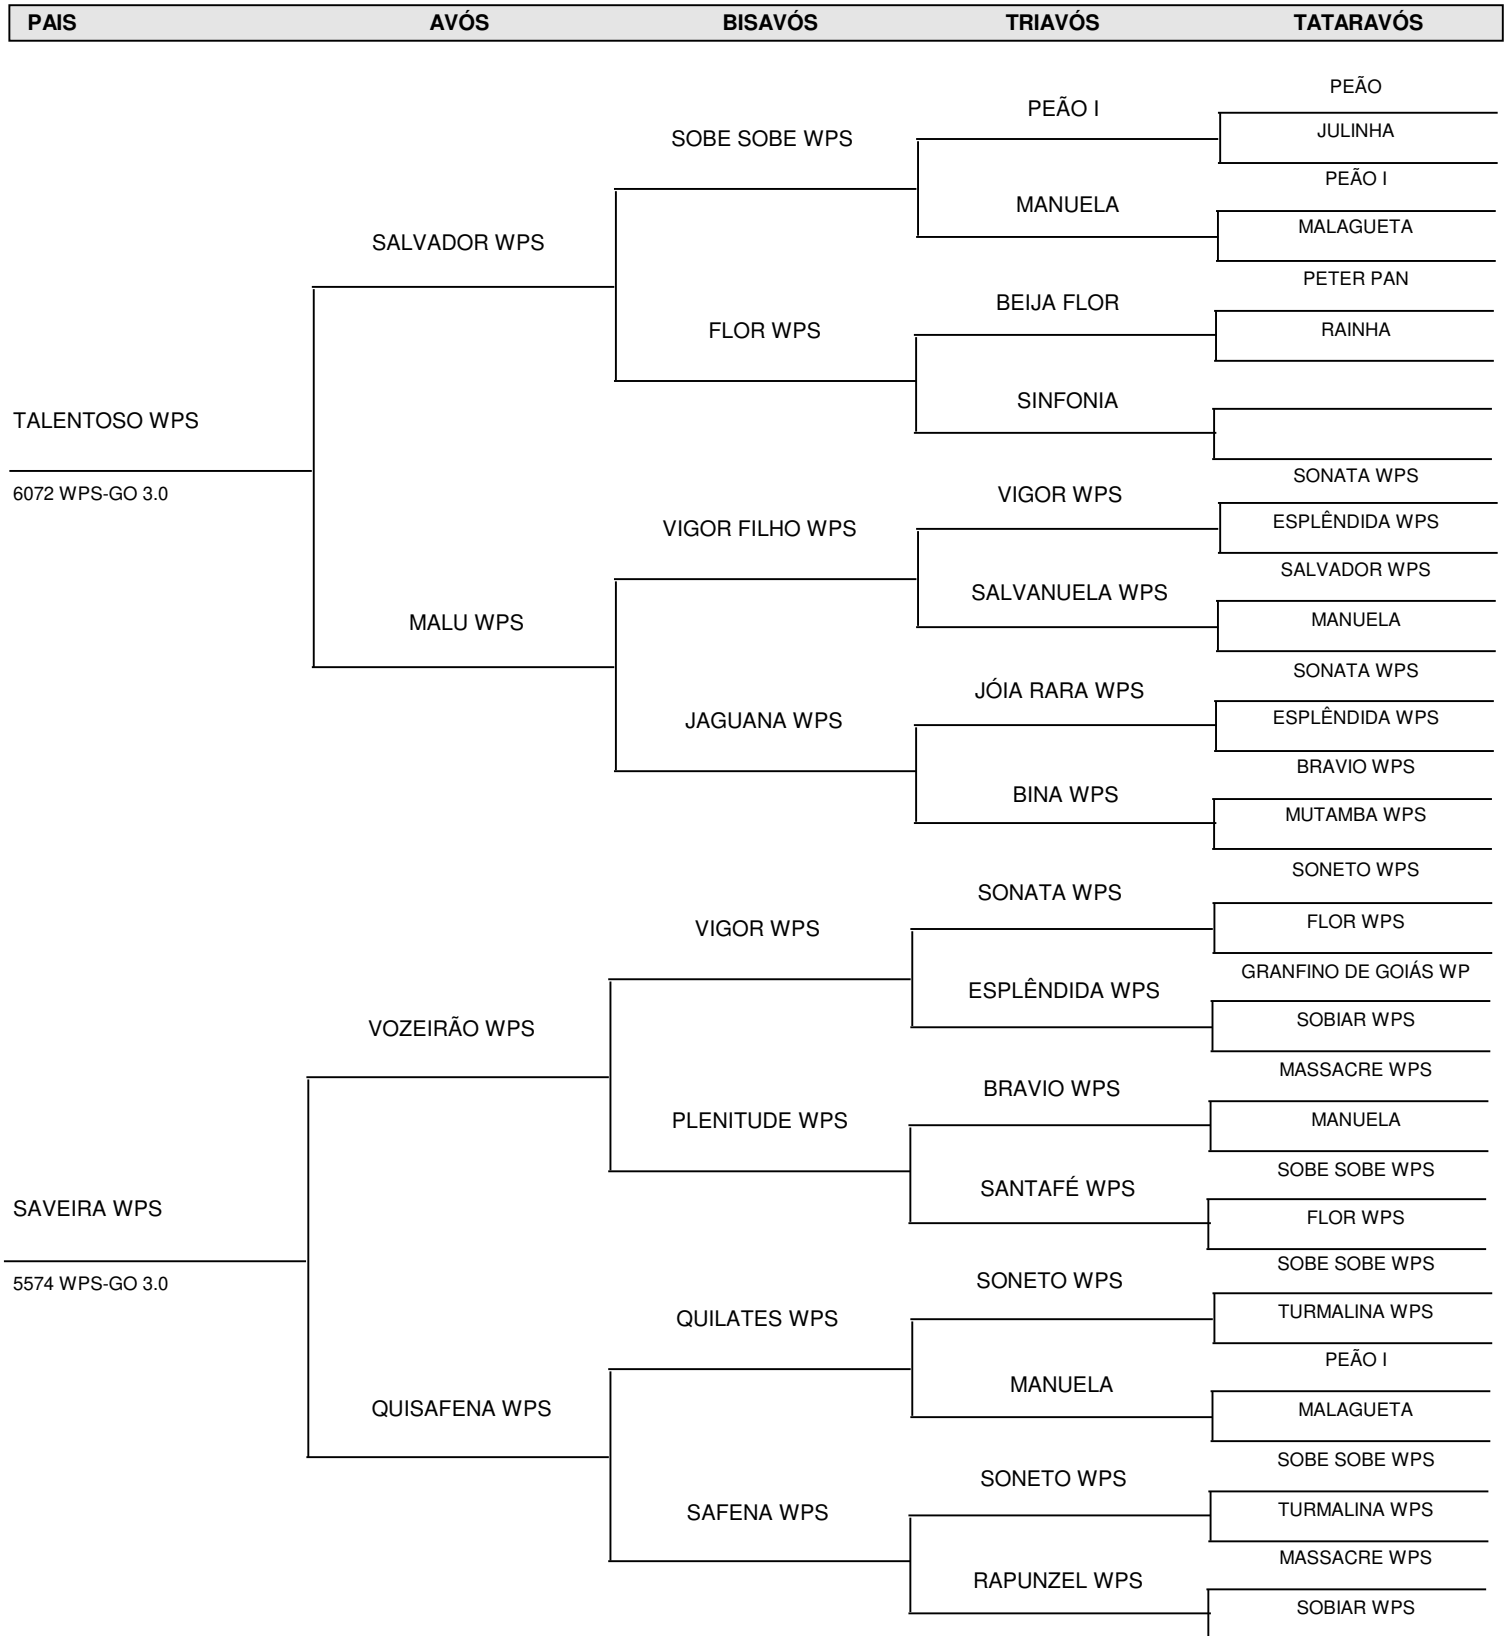 PAIS AVÓS BISAVÓS TRIAVÓS TATARAVÓS
PEÃO
PEÃO I
JULINHA
SOBE SOBE WPS
PEÃO I
MANUELA
MALAGUETA
SALVADOR WPS
PETER PAN
BEIJA FLOR
RAINHA
FLOR WPS
SINFONIA
TALENTOSO WPS
6072 WPS-GO 3.0
SONATA WPS
VIGOR WPS
ESPLÊNDIDA WPS
VIGOR FILHO WPS
SALVADOR WPS
SALVANUELA WPS
MANUELA
MALU WPS
SONATA WPS
JÓIA RARA WPS
ESPLÊNDIDA WPS
JAGUANA WPS
BRAVIO WPS
BINA WPS
MUTAMBA WPS
SONETO WPS
SONATA WPS
FLOR WPS
VIGOR WPS
GRANFINO DE GOIÁS WP
ESPLÊNDIDA WPS
SOBIAR WPS
VOZEIRÃO WPS
MASSACRE WPS
BRAVIO WPS
MANUELA
PLENITUDE WPS
SOBE SOBE WPS
SANTAFÉ WPS
FLOR WPS
SAVEIRA WPS
5574 WPS-GO 3.0
SOBE SOBE WPS
SONETO WPS
TURMALINA WPS
QUILATES WPS
PEÃO I
MANUELA
MALAGUETA
QUISAFENA WPS
SOBE SOBE WPS
SONETO WPS
TURMALINA WPS
SAFENA WPS
MASSACRE WPS
RAPUNZEL WPS
SOBIAR WPS